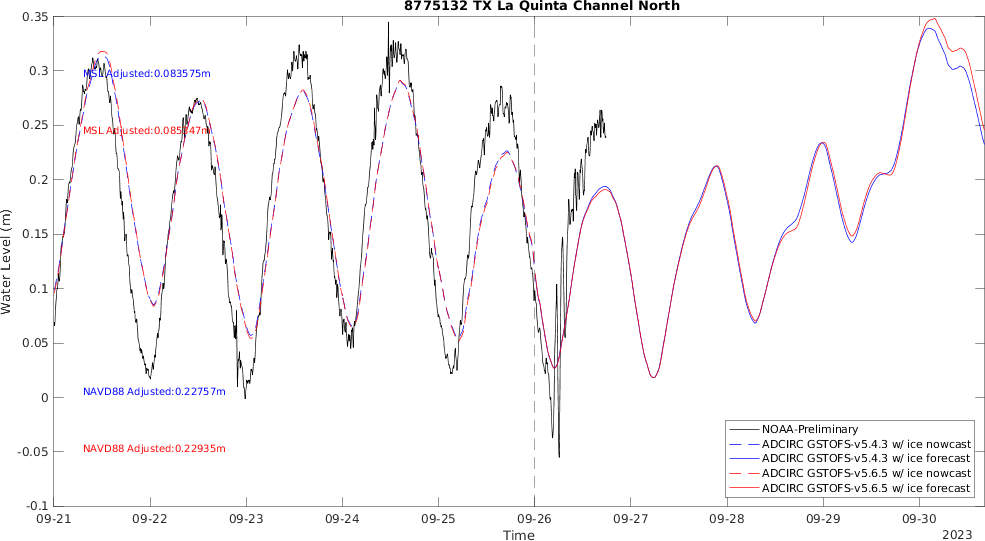 8775132 TX La Quinta Channel North
Water Level (m)
0.35
0.3
0.25
0.2
0.15
0.1
0.05
0
-0.05
-0.1
MSL Adjusted:0.083575m
MSL Adjusted:
NAVD88 Adjusted:0.22757m
NAVD88 Adjusted:0.22935m
NOAA-Preliminary
ADCIRC GSTOFS-v5.4.3 w/ ice nowcast
ADCIRC GSTOFS-v5.4.3 w/ ice forecast
ADCIRC GSTOFS-v5.6.5 w/ ice nowcast
ADCIRC GSTOFS-v5.6.5 w/ ice forecast
09-21 09-22 09-23 09-24 09-25 09-26 09-27 09-28 09-29 09-30
Time
2023